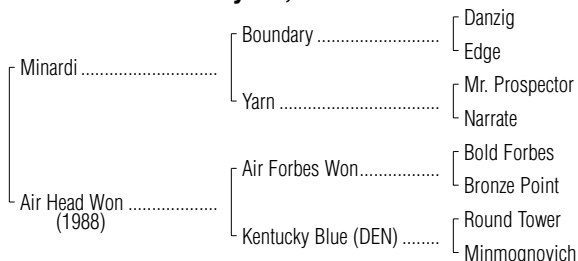 Danzig
Boundary ..............................
Edge
Minardi ..................................
Mr. Prospector
Yarn .......................................
Narrate
Bold Forbes
Air Forbes Won...................
Bronze Point
Air Head Won ......................
(1988)
Round Tower
Kentucky Blue (DEN) .........
Minmognovich